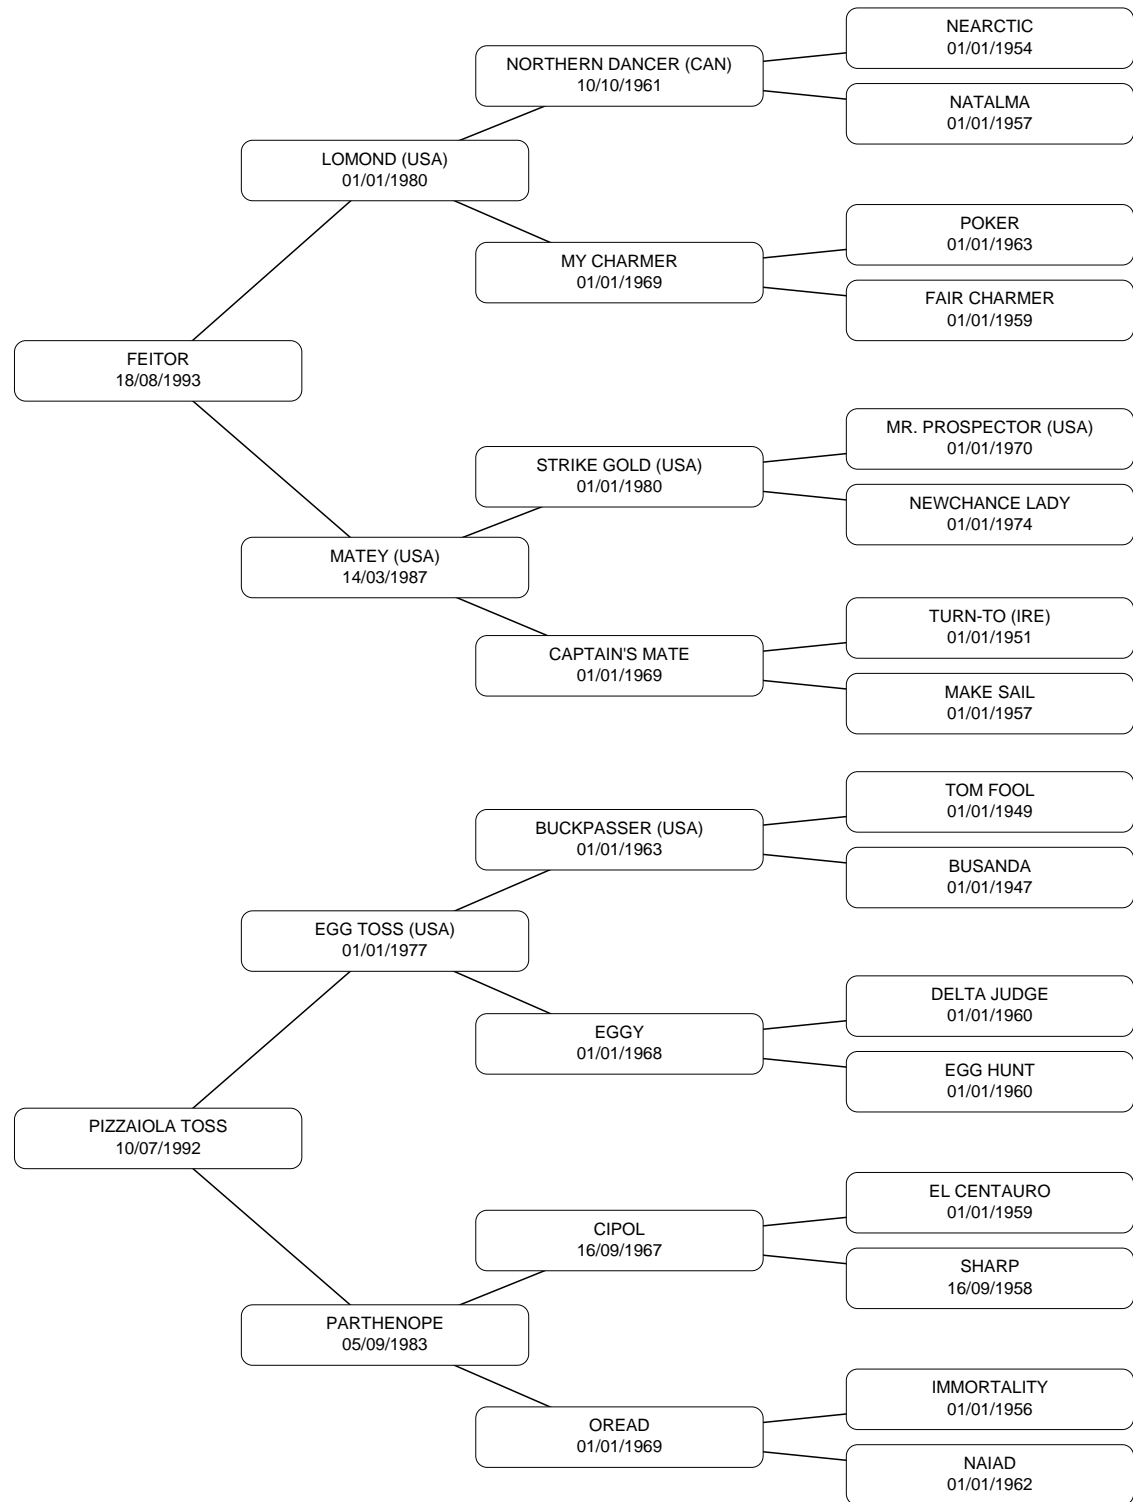 NEARCTIC
01/01/1954
NORTHERN DANCER (CAN)
10/10/1961
NATALMA
01/01/1957
LOMOND (USA)
01/01/1980
POKER
01/01/1963
MY CHARMER
01/01/1969
FAIR CHARMER
01/01/1959
FEITOR
18/08/1993
MR. PROSPECTOR (USA)
01/01/1970
STRIKE GOLD (USA)
01/01/1980
NEWCHANCE LADY
01/01/1974
MATEY (USA)
14/03/1987
TURN-TO (IRE)
01/01/1951
CAPTAIN'S MATE
01/01/1969
MAKE SAIL
01/01/1957
TOM FOOL
01/01/1949
BUCKPASSER (USA)
01/01/1963
BUSANDA
01/01/1947
EGG TOSS (USA)
01/01/1977
DELTA JUDGE
01/01/1960
EGGY
01/01/1968
EGG HUNT
01/01/1960
PIZZAIOLA TOSS
10/07/1992
EL CENTAURO
01/01/1959
CIPOL
16/09/1967
SHARP
16/09/1958
PARTHENOPE
05/09/1983
IMMORTALITY
01/01/1956
OREAD
01/01/1969
NAIAD
01/01/1962